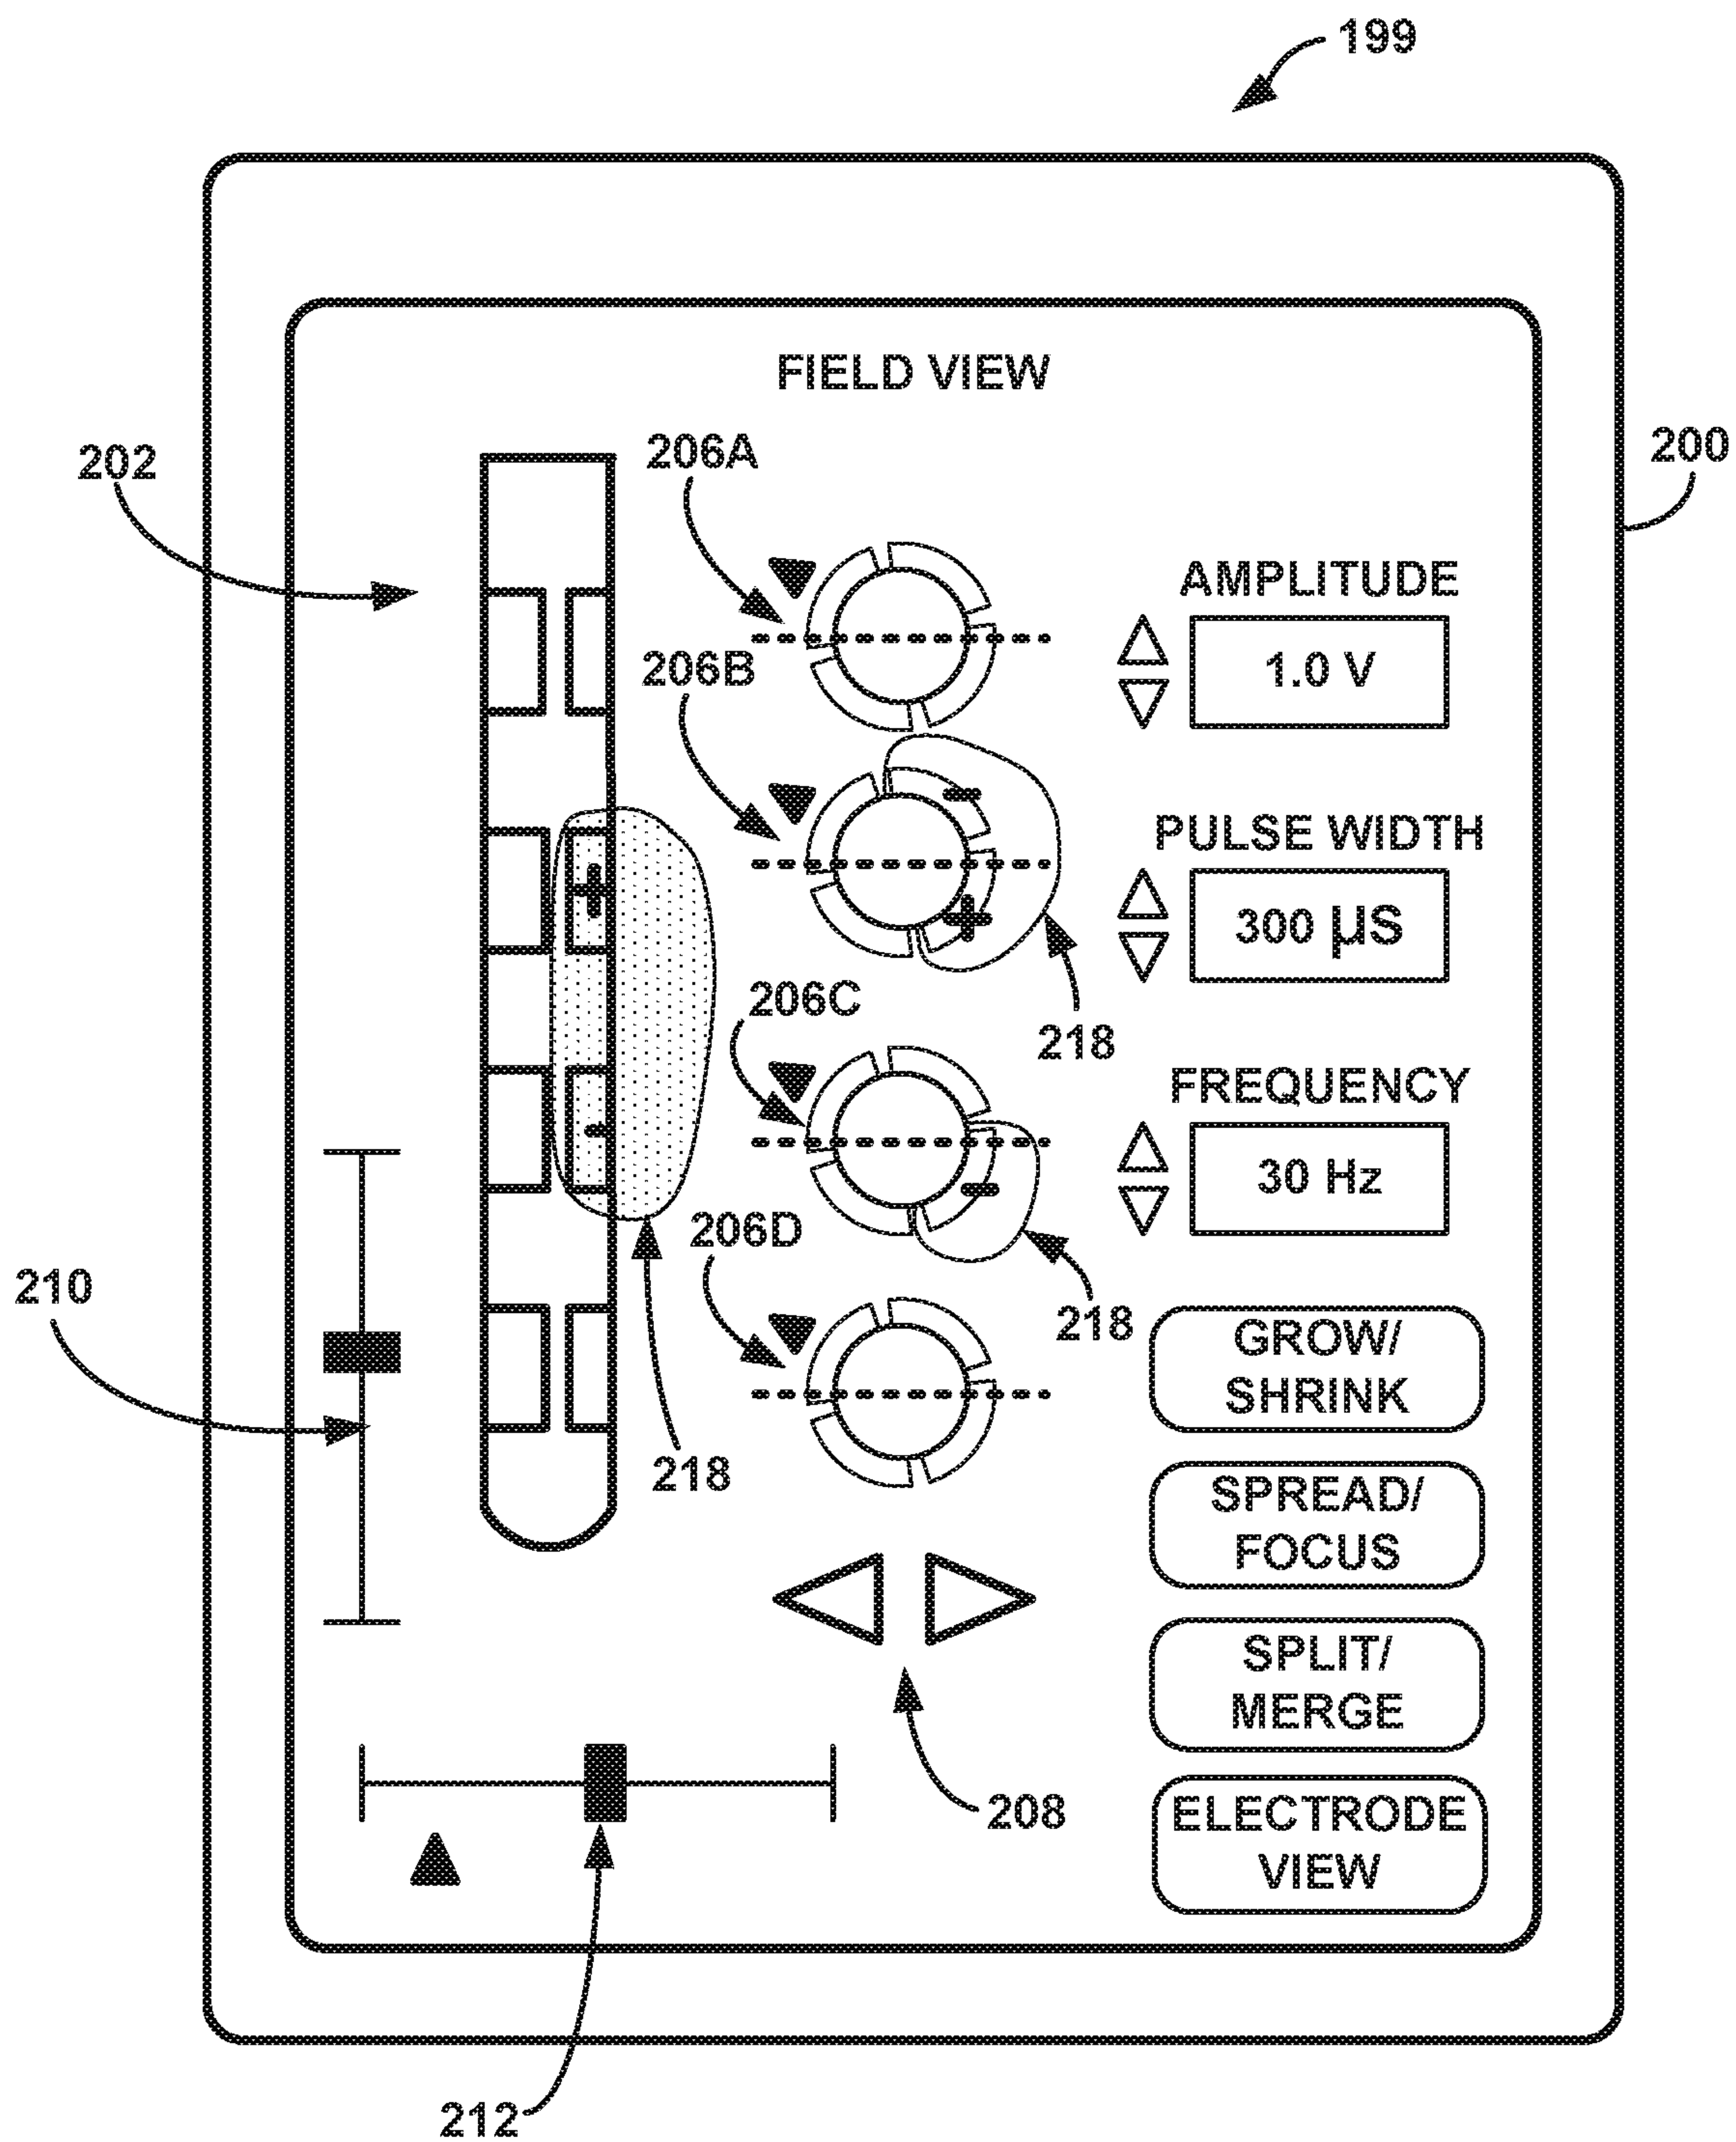 199
FIELD VIEW
202
206A
200
AMPLITUDE
1.0 V
206B
+
-
PULSE WIDTH
300 µS
+
206C
218
FREQUENCY
-
-
30 Hz
206D
210
218
GROW/
SHRINK
218
SPREAD/
FOCUS
SPLIT/
MERGE
208
ELECTRODE
VIEW
212